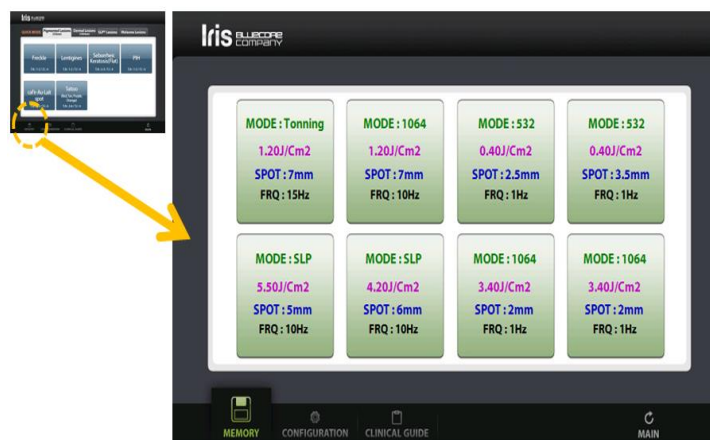 Iris
Freckle
Lentigines
Seborrheic
Keratosis(Flat)
PIH
Tattoo
MAIN
Iris BLUECORE
COMPANY
MODE : Tonning
1.20J/Cm2
SPOT : 7mm
FRQ : 15Hz
MODE : 1064
1.20J/Cm2
SPOT : 7mm
FRQ : 10Hz
MODE : 532
0.40J/Cm2
SPOT : 2.5mm
FRQ : 1Hz
MODE : 532
0.40J/Cm2
SPOT : 3.5mm
FRQ : 1Hz
MODE : SLP
5.50J/Cm2
SPOT : 5mm
FRQ : 10Hz
MODE : SLP
4.20J/Cm2
SPOT : 6mm
FRQ : 10Hz
MODE : 1064
3.40J/Cm2
SPOT : 2mm
FRQ : 1Hz
MODE : 1064
3.40J/Cm2
SPOT : 2mm
FRQ : 1Hz
MEMORY
CONFIGURATION
CLINICAL GUIDE
MAIN